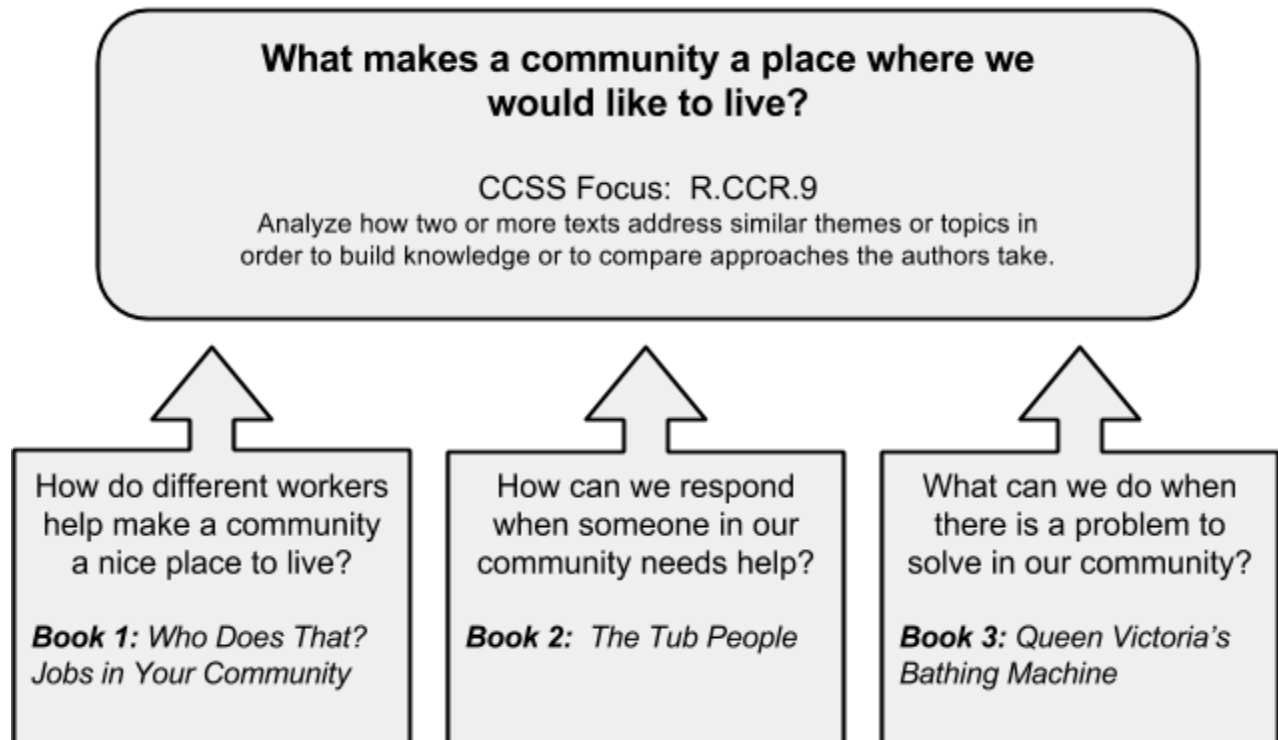 What makes a community a place where we
would like to live?
CCSS Focus:  R.CCR.9
Analyze how two or more texts address similar themes or topics in
order to build knowledge or to compare approaches the authors take.
How do different workers
help make a community
a nice place to live?
Book 1: Who Does That?
Jobs in Your Community
How can we respond
when someone in our
community needs help?
Book 2:  The Tub People
What can we do when
there is a problem to
solve in our community?
Book 3: Queen Victoria's
Bathing Machine